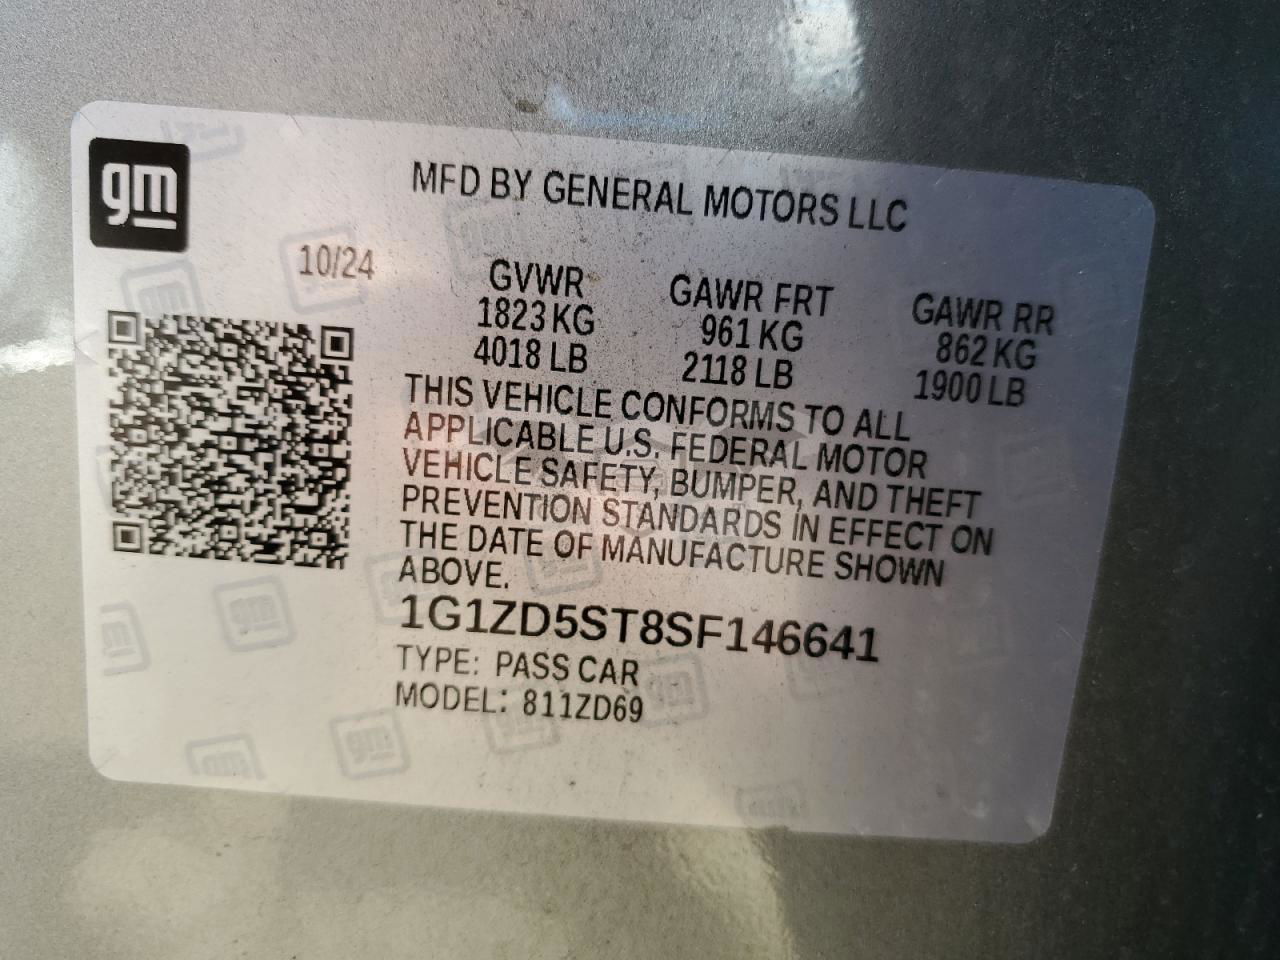 gm
MFD BY GENERAL MOTORS LLC
10/24
GVWR
1823 KG
4018 LB
GAWR FRT
961 KG
2118 LB
GAWR RR
862 KG
1900 LB
THIS VEHICLE CONFORMS TO ALL
APPLICABLE U.S. FEDERAL MOTOR
VEHICLE SAFETY, BUMPER, AND THEFT
PREVENTION STANDARDS IN EFFECT ON
THE DATE OF MANUFACTURE SHOWN
ABOVE.
1G1ZD5ST8SF146641
TYPE: PASS CAR
MODEL: 811ZD69